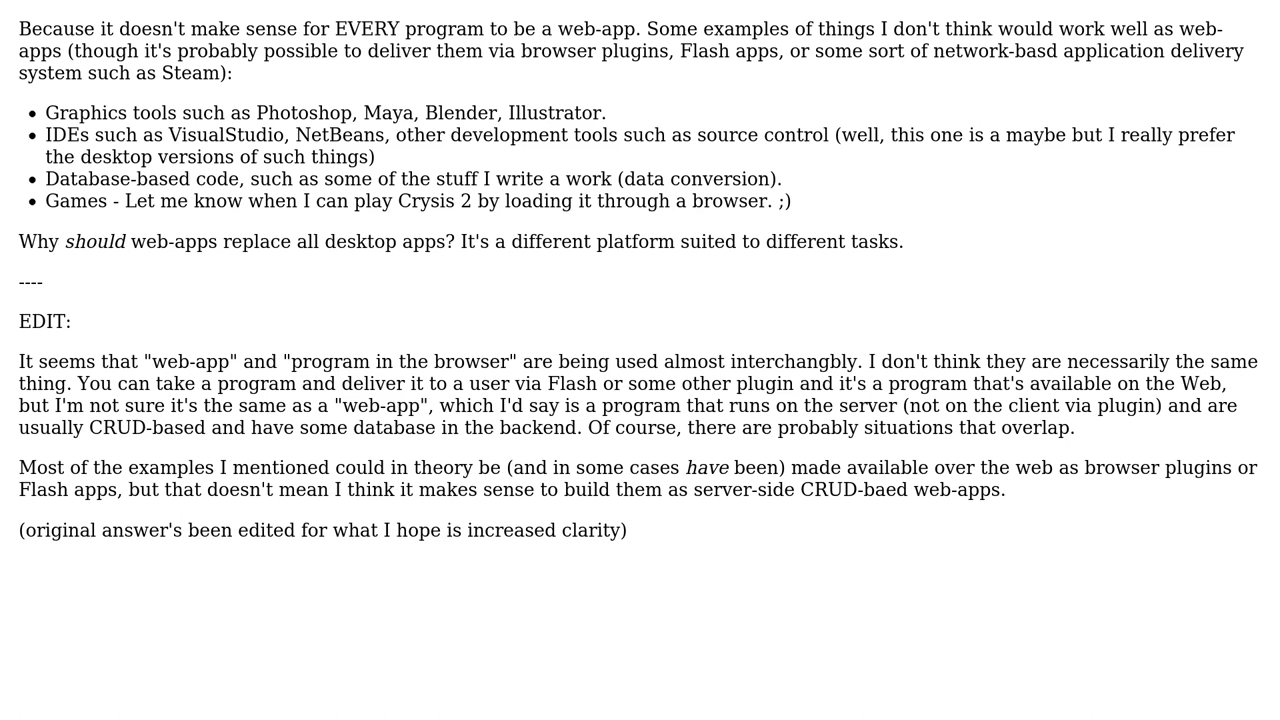 Because it doesn't make sense for EVERY program to be a web-app. Some examples of things I don't think would work well as web-
apps (though it's probably possible to deliver them via browser plugins, Flash apps, or some sort of network-basd application delivery
system such as Steam):
• Graphics tools such as Photoshop, Maya, Blender, Illustrator.
• IDEs such as VisualStudio, NetBeans, other development tools such as source control (well, this one is a maybe but I really prefer
the desktop versions of such things)
• Database-based code, such as some of the stuff I write a work (data conversion).
• Games - Let me know when I can play Crysis 2 by loading it through a browser. ;)
Why should web-apps replace all desktop apps? It's a different platform suited to different tasks.
----
EDIT:
It seems that "web-app" and "program in the browser" are being used almost interchangbly. I don't think they are necessarily the same
thing. You can take a program and deliver it to a user via Flash or some other plugin and it's a program that's available on the Web,
but I'm not sure it's the same as a "web-app", which I'd say is a program that runs on the server (not on the client via plugin) and are
usually CRUD-based and have some database in the backend. Of course, there are probably situations that overlap.
Most of the examples I mentioned could in theory be (and in some cases have been) made available over the web as browser plugins or
Flash apps, but that doesn't mean I think it makes sense to build them as server-side CRUD-baed web-apps.
(original answer's been edited for what I hope is increased clarity)